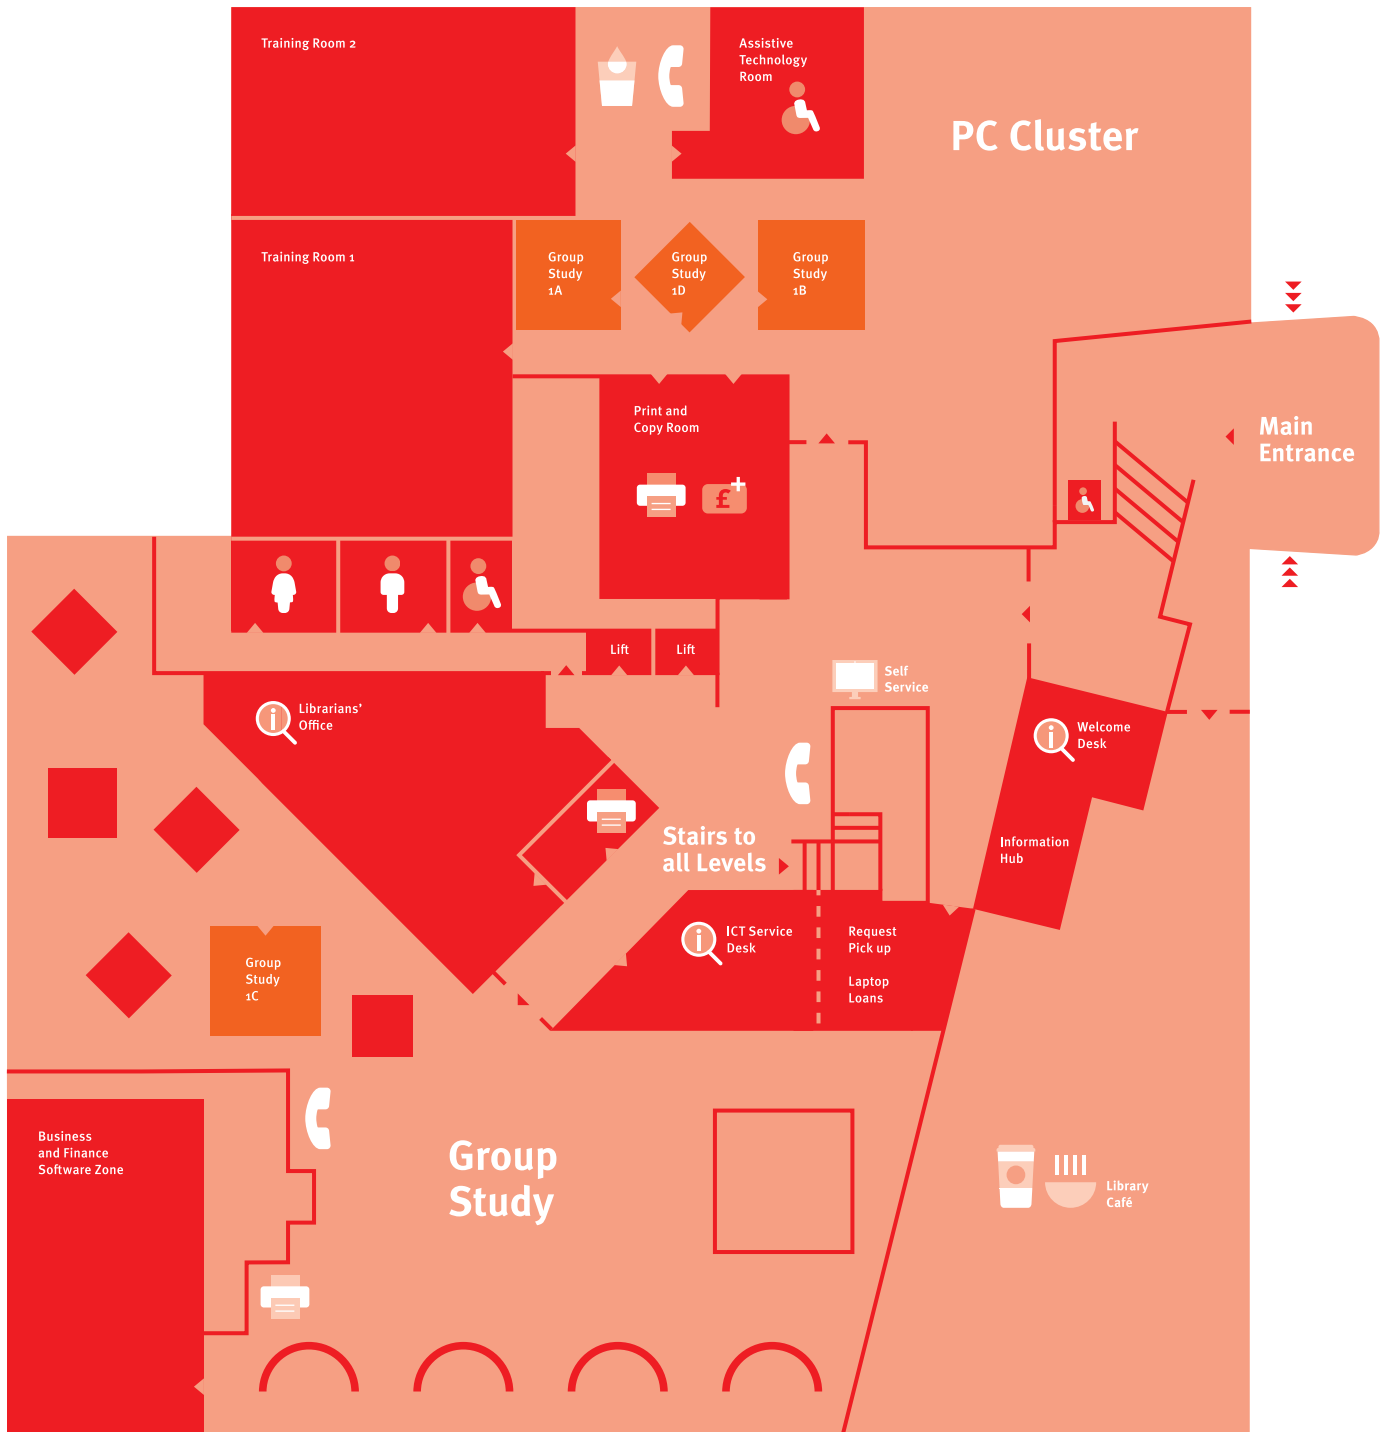 Training Room 2
Assistive
Technology
Room
PC Cluster
Training Room 1
Group
Study
1A
Group
Study
1D
Group
Study
1B
Print and
Copy Room
£
Main
Entrance
Lift
Lift
Self
Service
i
Librarians'
Office
i
Welcome
Desk
Stairs to
all Levels
Information
Hub
i
ICT Service
Desk
Request
Pick up
Laptop
Loans
Group
Study
1C
Business
and Finance
Software Zone
Group
Study
Library
Café